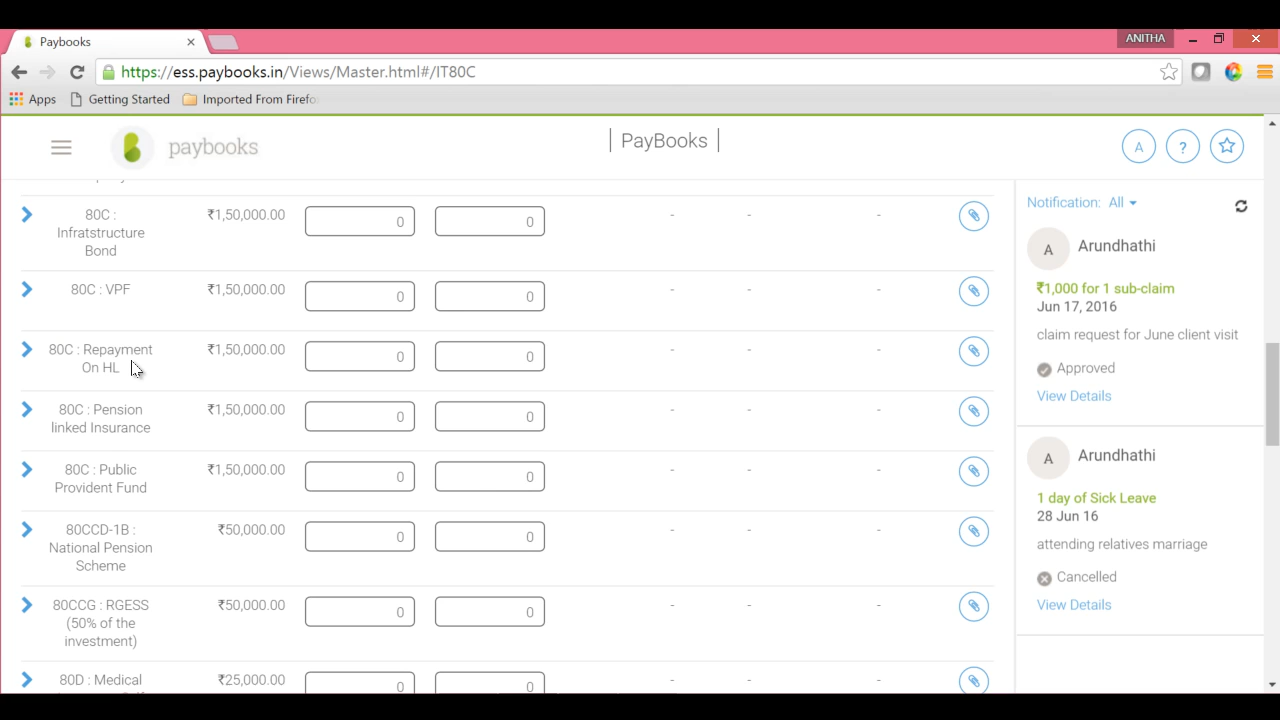 Paybooks
ANITHA
https://ess.paybooks.in/Views/Master.html#/IT80C
Apps
Getting Started
Imported From Firefo
paybooks
PayBooks
A
?
80C :
Infratstructure
Bond
₹1,50,000.00
0
0
-
-
-
80C : VPF
₹1,50,000.00
0
0
-
-
-
80C : Repayment
On HL
₹1,50,000.00
0
0
-
-
-
80C : Pension
linked Insurance
₹1,50,000.00
0
0
-
-
-
80C : Public
Provident Fund
₹1,50,000.00
0
0
-
-
-
80CCD-1B :
National Pension
Scheme
₹50,000.00
0
0
-
-
-
80CCG : RGESS
(50% of the
investment)
₹50,000.00
0
0
-
-
-
80D : Medical
₹25,000.00
0
0
-
-
-
Notification: All
A
Arundhathi
₹1,000 for 1 sub-claim
Jun 17, 2016
claim request for June client visit
Approved
View Details
A
Arundhathi
1 day of Sick Leave
28 Jun 16
attending relatives marriage
Cancelled
View Details